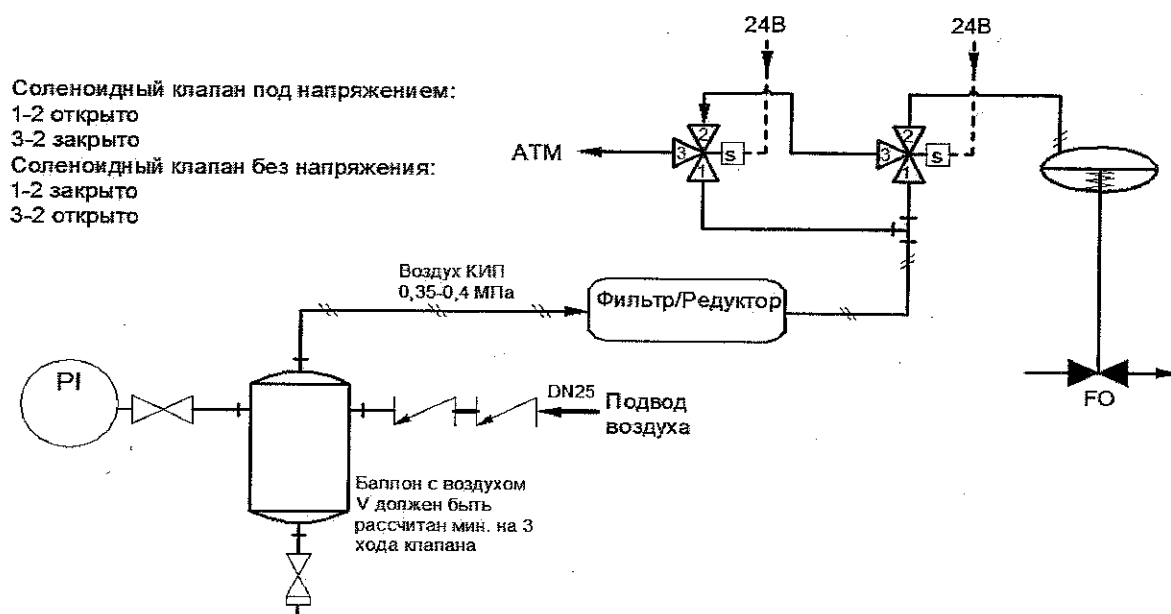 24В
24В
Соленоидный клапан под напряжением:
1-2 открыто
3-2 закрыто
Соленоидный клапан без напряжения:
1-2 закрыто
3-2 открыто
АТМ
2
3
1
s
2
3
1
s
Воздух КИП
0,35-0,4 МПа
Фильтр/Редуктор
PI
DN25
Подвод
воздуха
FO
Баллон с воздухом
V должен быть
рассчитан мин. на 3
хода клапана